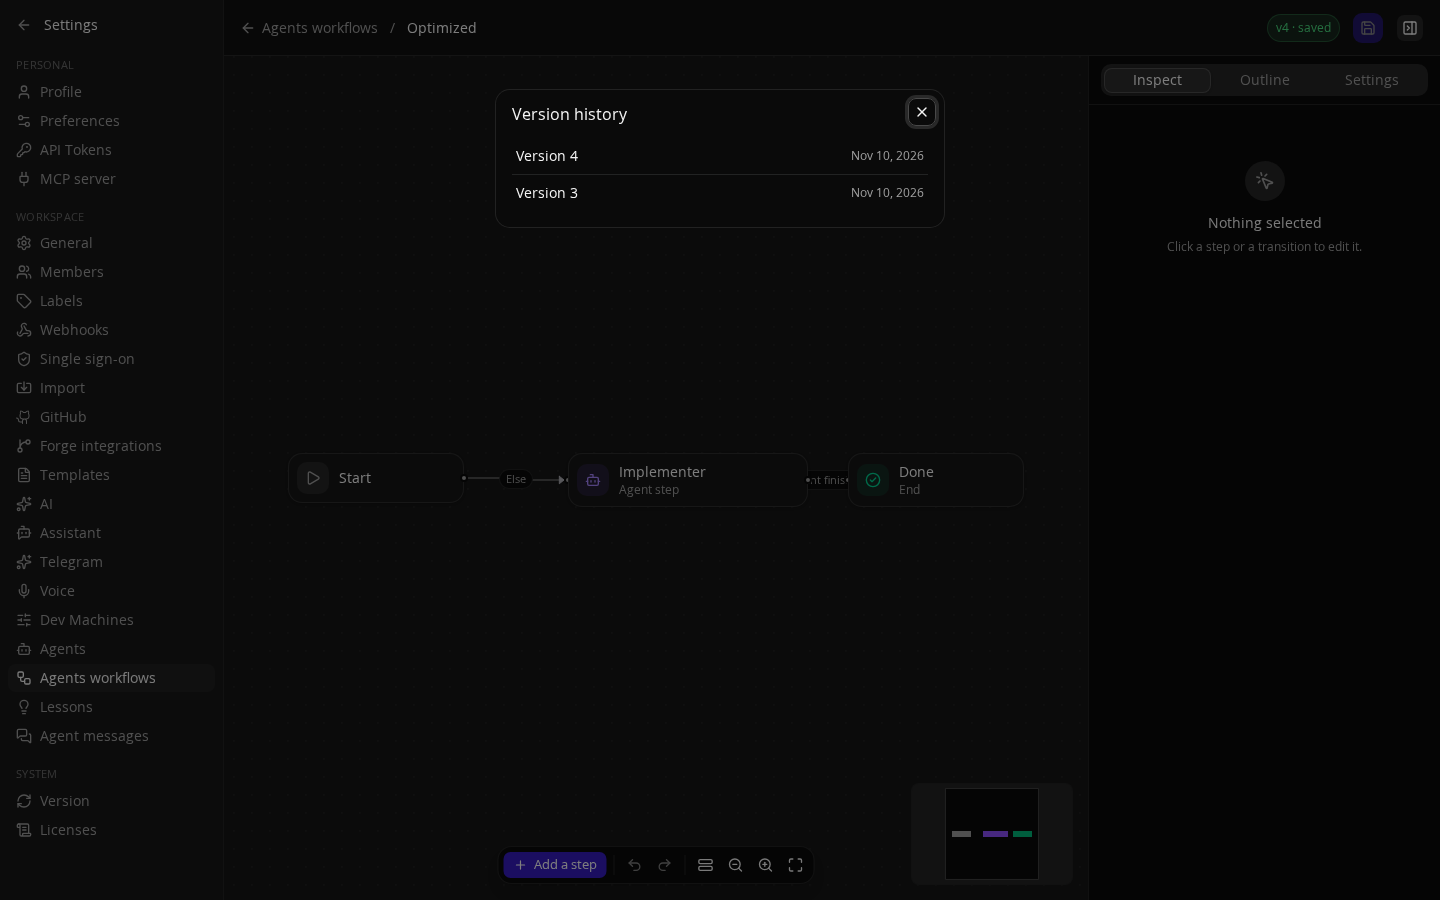 Settings
PERSONAL
Profile
Preferences
API Tokens
MCP server
WORKSPACE
General
Members
Labels
Webhooks
Single sign-on
Import
GitHub
Forge integrations
Templates
AI
Assistant
Telegram
Voice
Dev Machines
Agents
Agents workflows
Lessons
Agent messages
SYSTEM
Version
Licenses
Agents workflows / Optimized
v4 · saved
Version history
Version 4 Nov 10, 2026
Version 3 Nov 10, 2026
Start
Else
Implementer
Agent step
nt finis
Done
End
Add a step
Inspect Outline Settings
Nothing selected
Click a step or a transition to edit it.